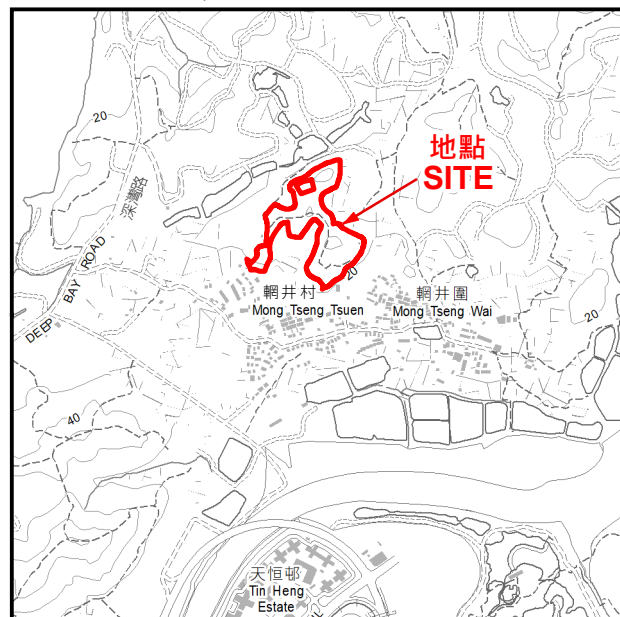 20
地點
SITE
深灣路
DEEP BAY ROAD
20
輞井村
Mong Tseng Tsuen
輞井圍
Mong Tseng Wai
20
40
天恒邨
Tin Heng
Estate